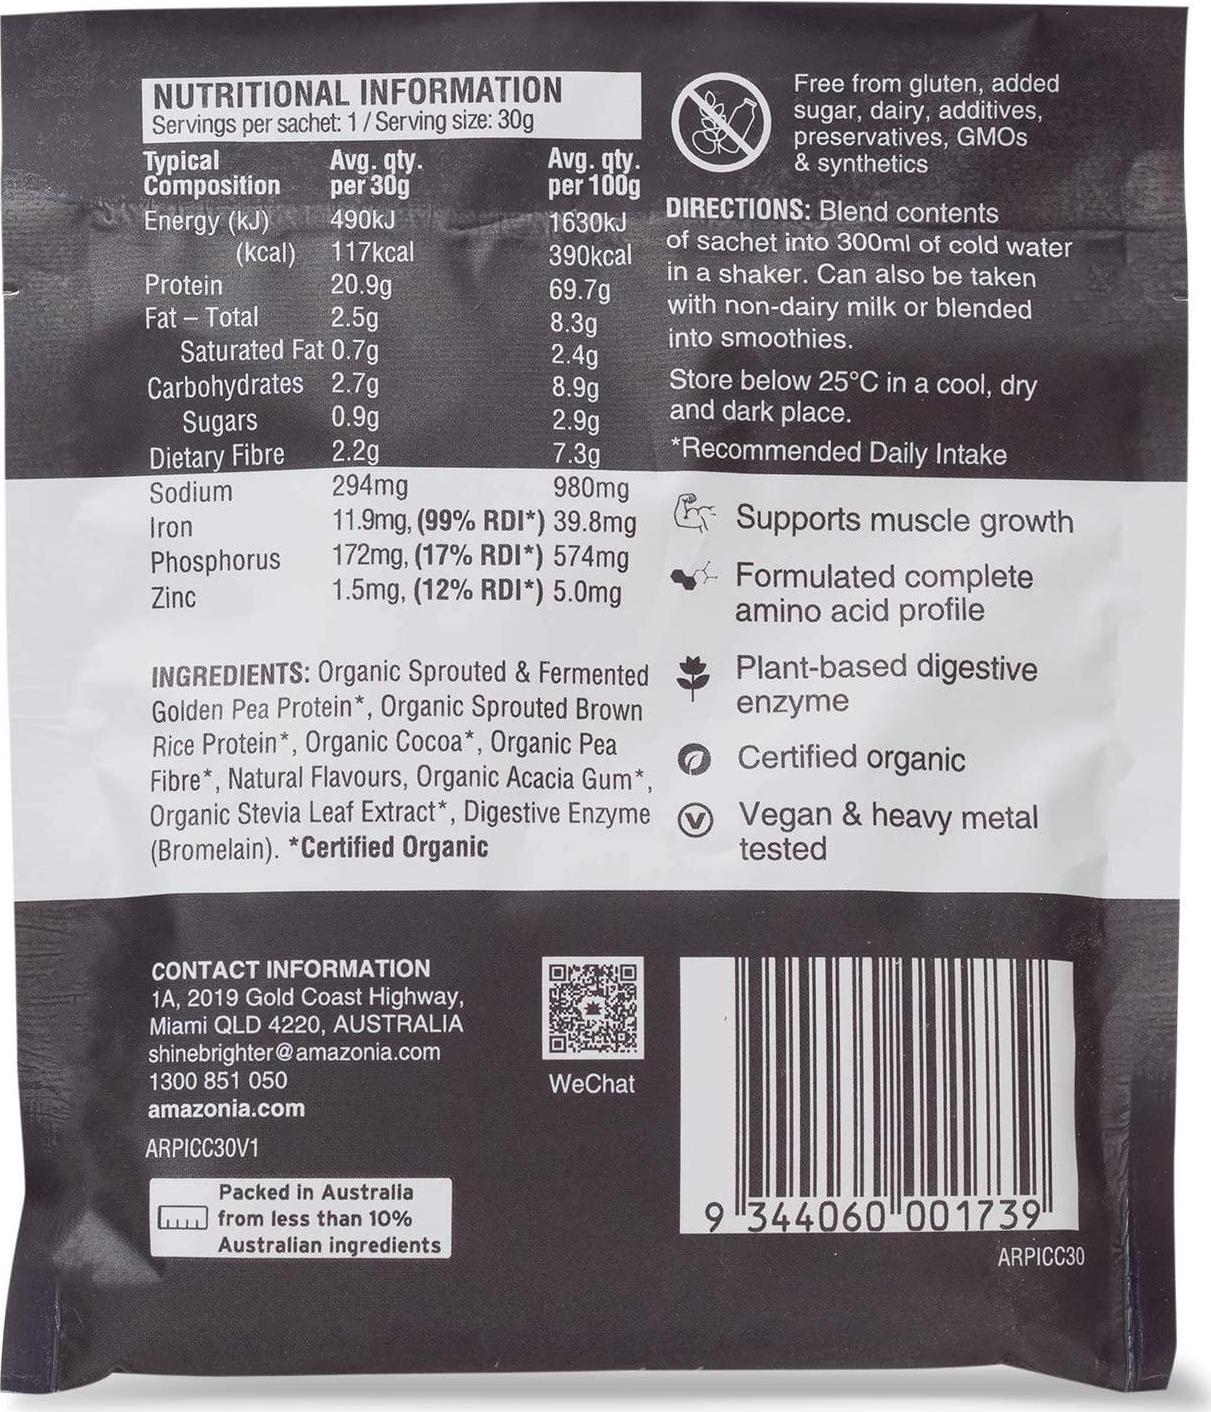 NUTRITIONAL INFORMATION
Servings per sachet: 1 / Serving size: 30g
Typical Composition Avg. qty. per 30g Avg. qty. per 100g
Energy (kJ) 490kJ 1630kJ
(kcal) 117kcal 390kcal
Protein 20.9g 69.7g
Fat – Total 2.5g 8.3g
Saturated Fat 0.7g 2.4g
Carbohydrates 2.7g 8.9g
Sugars 0.9g 2.9g
Dietary Fibre 2.2g 7.3g
Sodium 294mg 980mg
Iron 11.9mg, (99% RDI*) 39.8mg
Phosphorus 172mg, (17% RDI*) 574mg
Zinc 1.5mg, (12% RDI*) 5.0mg
INGREDIENTS: Organic Sprouted & Fermented
Golden Pea Protein*, Organic Sprouted Brown
Rice Protein*, Organic Cocoa*, Organic Pea
Fibre*, Natural Flavours, Organic Acacia Gum*,
Organic Stevia Leaf Extract*, Digestive Enzyme
(Bromelain). *Certified Organic
Free from gluten, added
sugar, dairy, additives,
preservatives, GMOs
& synthetics
DIRECTIONS: Blend contents
of sachet into 300ml of cold water
in a shaker. Can also be taken
with non-dairy milk or blended
into smoothies.
Store below 25°C in a cool, dry
and dark place.
*Recommended Daily Intake
Supports muscle growth
Formulated complete
amino acid profile
Plant-based digestive
enzyme
Certified organic
V Vegan & heavy metal
tested
CONTACT INFORMATION
1A, 2019 Gold Coast Highway,
Miami QLD 4220, AUSTRALIA
shinebrighter@amazonia.com
1300 851 050
amazonia.com
ARPICC30V1
Packed in Australia
from less than 10%
Australian ingredients
WeChat
9 344060 001739
ARPICC30